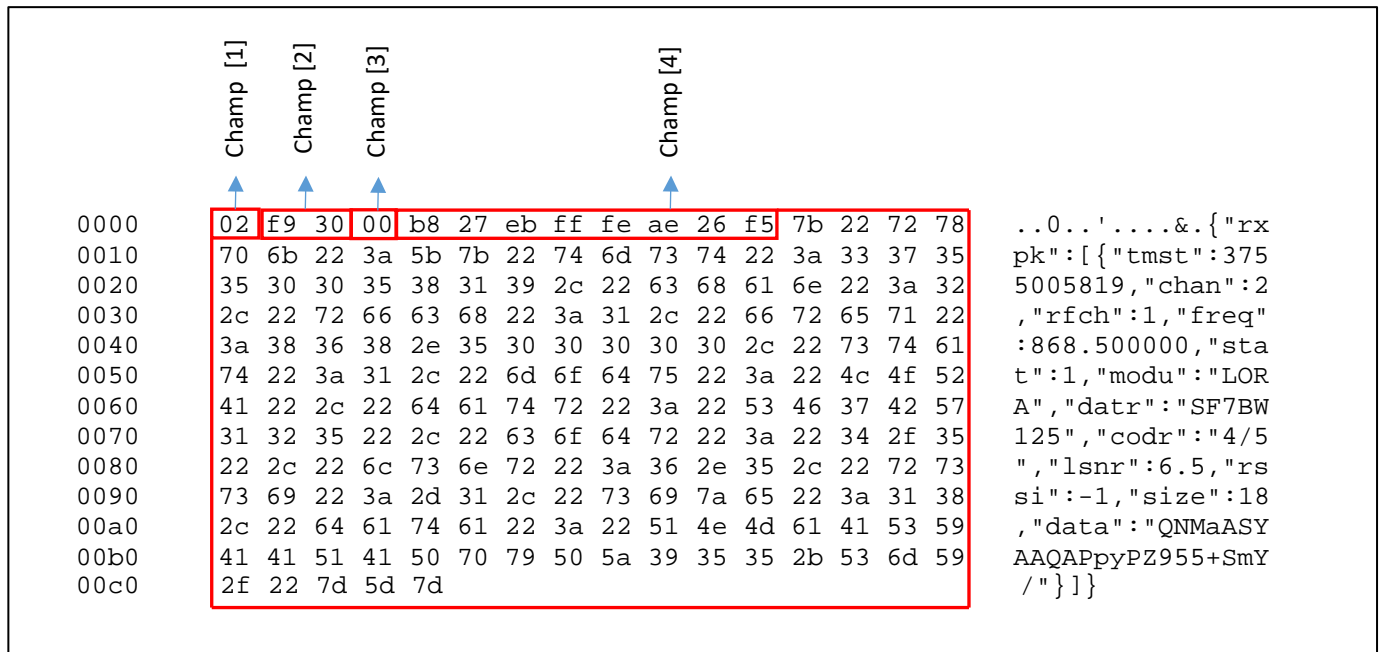 Champ [1] Champ [2] Champ [3] Champ [4]
0000 02 f9 30 00 b8 27 eb ff fe ae 26 f5 7b 22 72 78 ..0..'....&.{"rx
0010 70 6b 22 3a 5b 7b 22 74 6d 73 74 22 3a 33 37 35 pk":[{"tmst":375
0020 35 30 30 35 38 31 39 2c 22 63 68 61 6e 22 3a 32 5005819,"chan":2
0030 2c 22 72 66 63 68 22 3a 31 2c 22 66 72 65 71 22 ,"rfch":1,"freq"
0040 3a 38 36 38 2e 35 30 30 30 30 30 2c 22 73 74 61 :868.500000,"sta
0050 74 22 3a 31 2c 22 6d 6f 64 75 22 3a 22 4c 4f 52 t":1,"modu":"LOR
0060 41 22 2c 22 64 61 74 72 22 3a 22 53 46 37 42 57 A","datr":"SF7BW
0070 31 32 35 22 2c 22 63 6f 64 72 22 3a 22 34 2f 35 125","codr":"4/5
0080 22 2c 22 6c 73 6e 72 22 3a 36 2e 35 2c 22 72 73 ","lsnr":6.5,"rs
0090 73 69 22 3a 2d 31 2c 22 73 69 7a 65 22 3a 31 38 si":-1,"size":18
00a0 2c 22 64 61 74 61 22 3a 22 51 4e 4d 61 41 53 59 ,"data":"QNMaASY
00b0 41 41 51 41 50 70 79 50 5a 39 35 35 2b 53 6d 59 AAQAPpyPZ955+SmY
00c0 2f 22 7d 5d 7d /"}]}